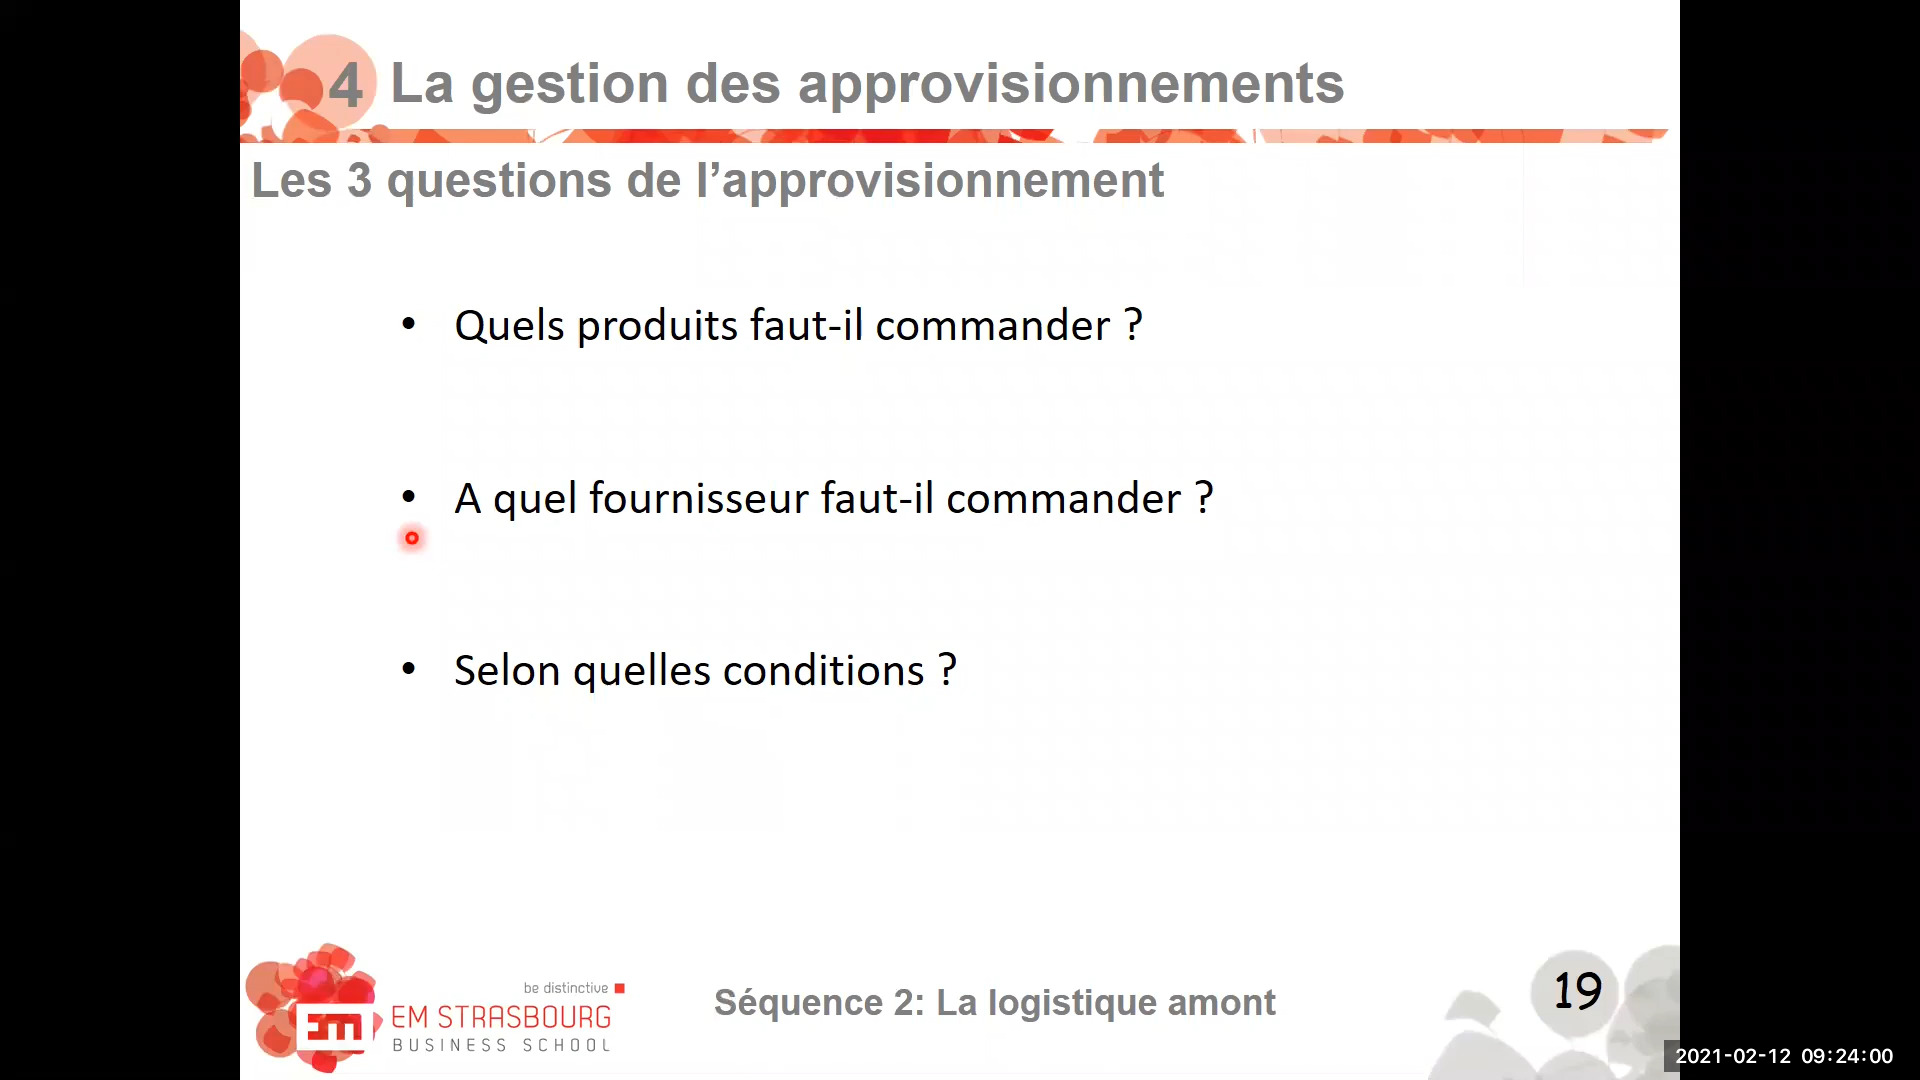 4 La gestion des approvisionnements
Les 3 questions de l’approvisionnement
• Quels produits faut-il commander ?
• A quel fournisseur faut-il commander ?
• Selon quelles conditions ?
be distinctive
em
EM STRASBOURG
BUSINESS SCHOOL
Séquence 2: La logistique amont
19
2021-02-12 09:24:00